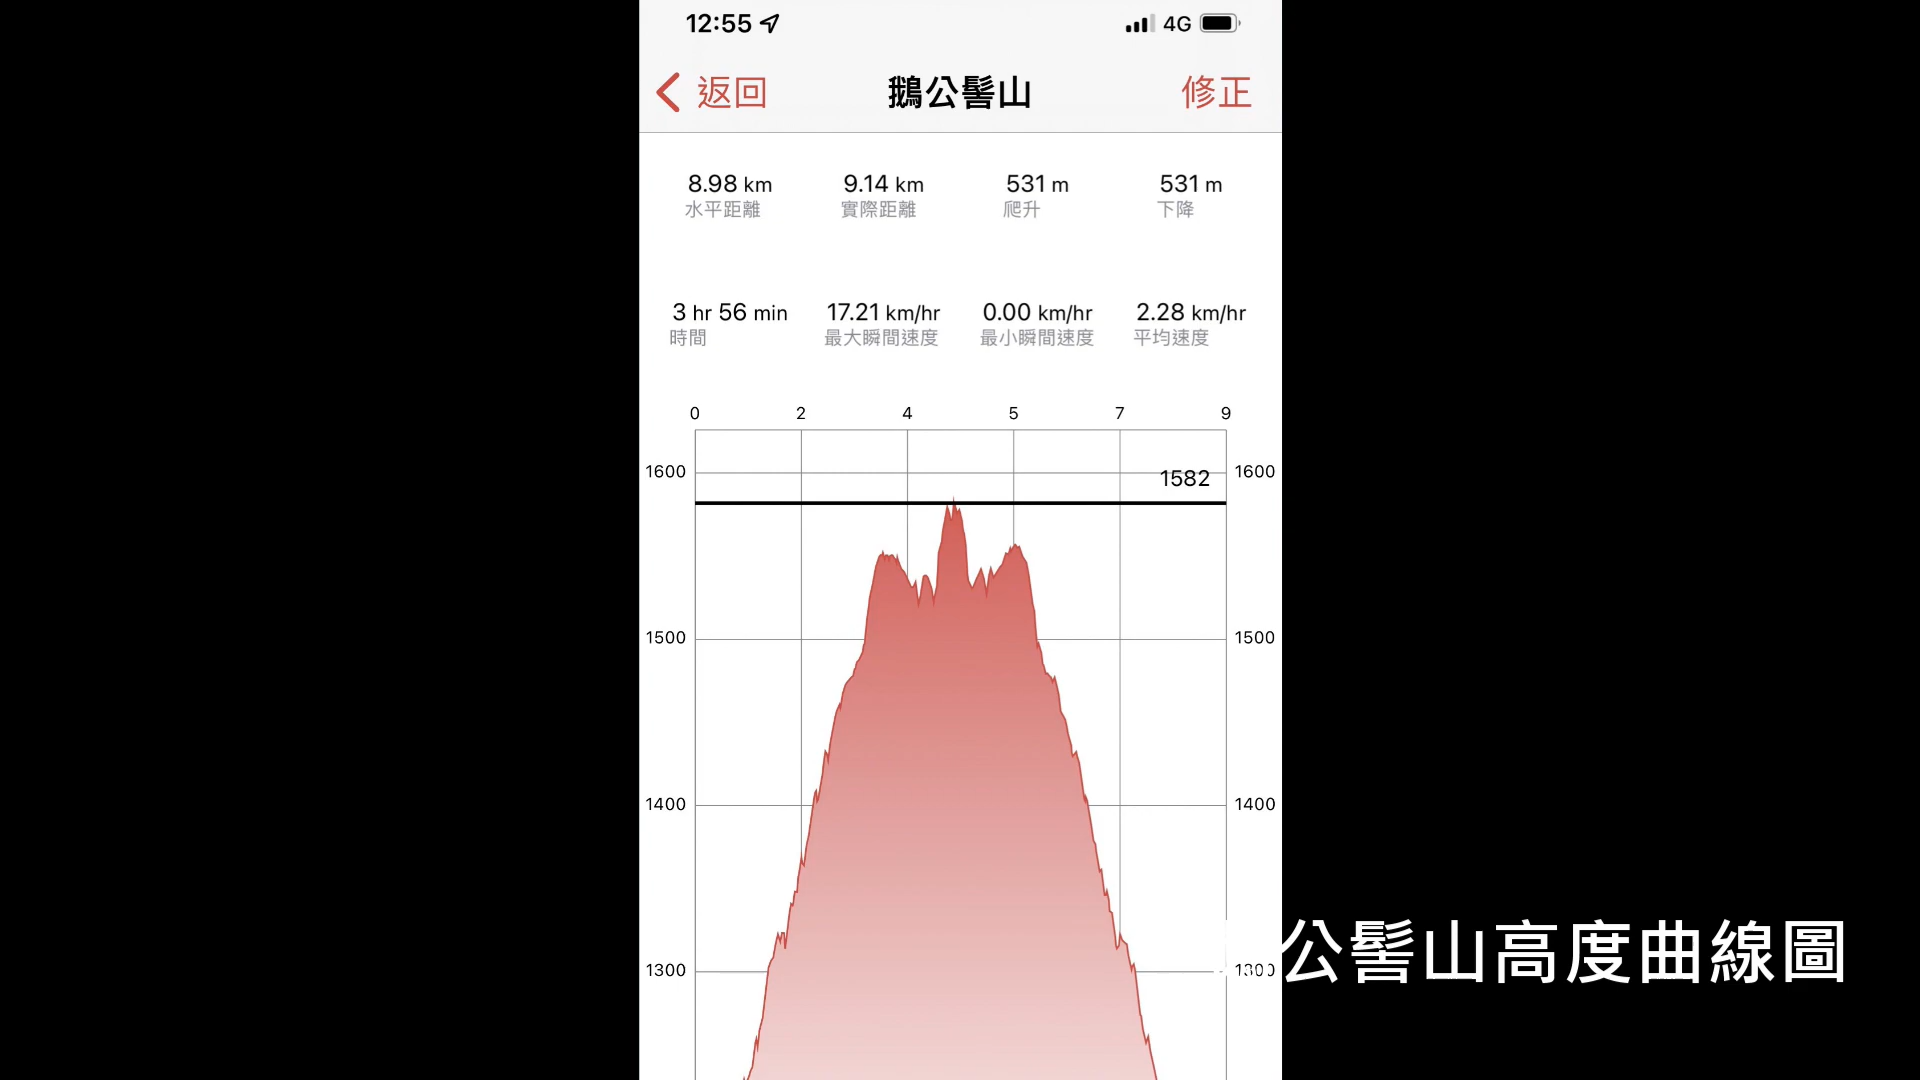 12:55 4G
返回 鵝公髻山 修正
8.98 km 9.14 km 531 m 531 m
水平距離 實際距離 爬升 下降
3 hr 56 min 17.21 km/hr 0.00 km/hr 2.28 km/hr
時間 最大瞬間速度 最小瞬間速度 平均速度
0 2 4 5 7 9
1600 1600
1582
1500 1500
1400 1400
1300 1300
公髻山高度曲線圖